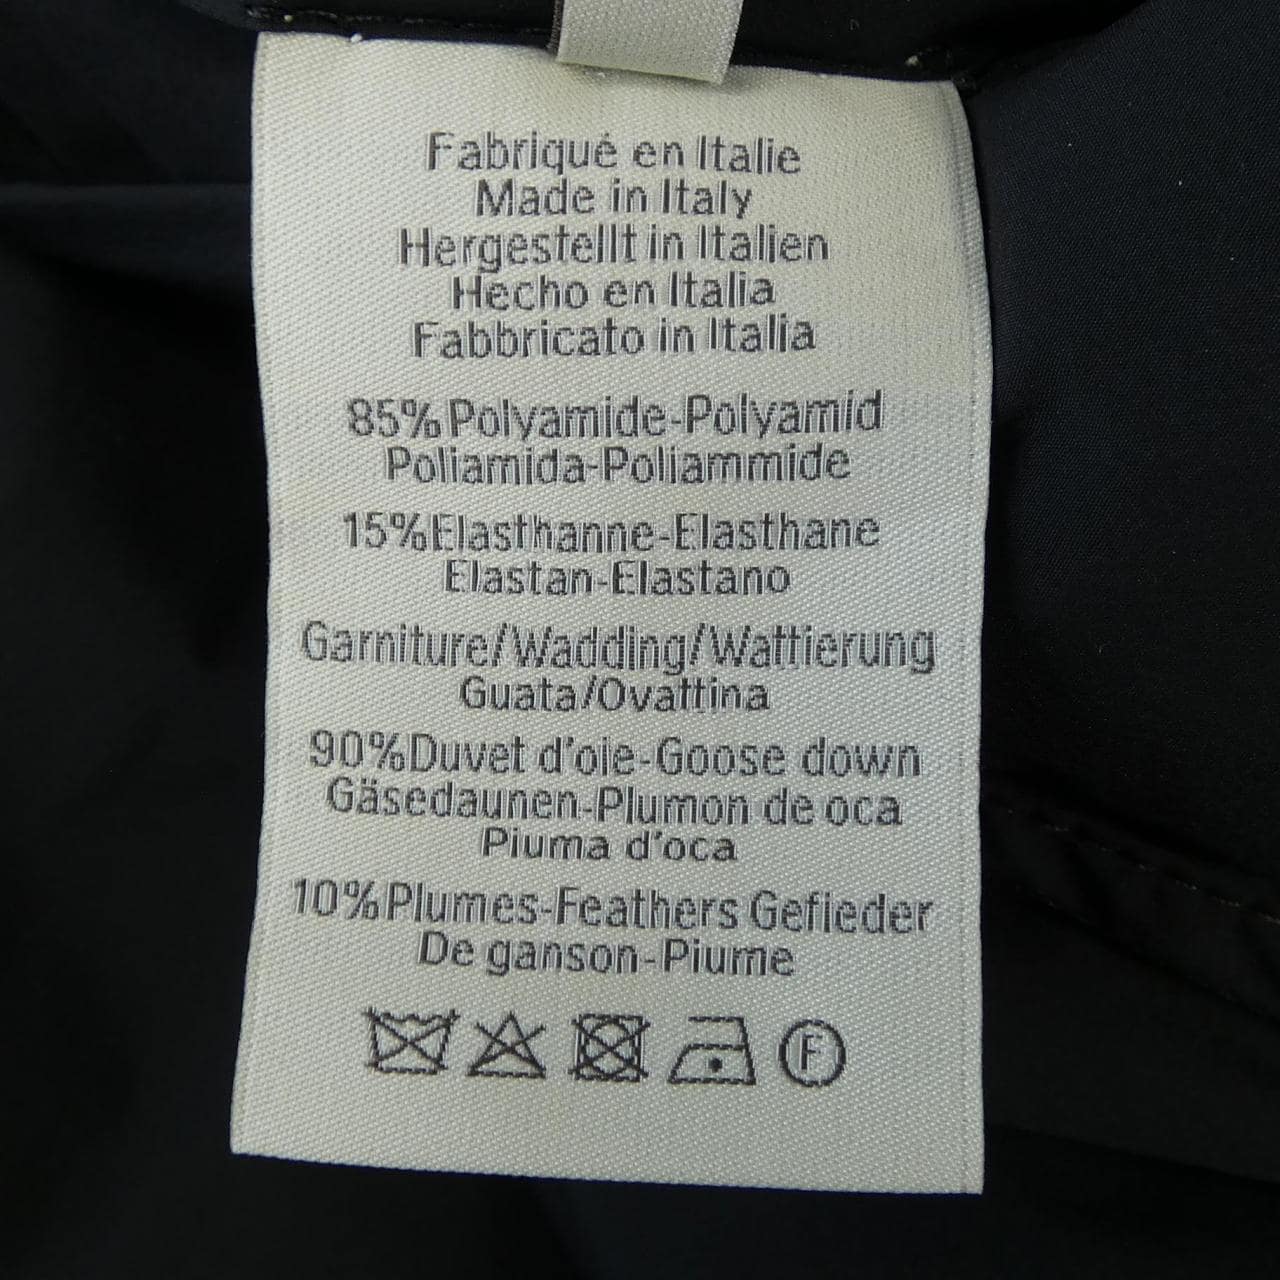 Fabriqué en Italie
Made in Italy
Hergestellt in Italien
Hecho en Italia
Fabbricato in Italia
85% Polyamide-Polyamid
Poliamida-Poliammide
15% Elasthanne-Elasthane
Elastan-Elastano
Garniture/Wadding/Wattierung
Guata/Ovattina
90% Duvet d'oie-Goose down
Gäsedaunen-Plumon de oca
Piuma d'oca
10% Plumes-Feathers Gefieder
De ganson-Piume
F